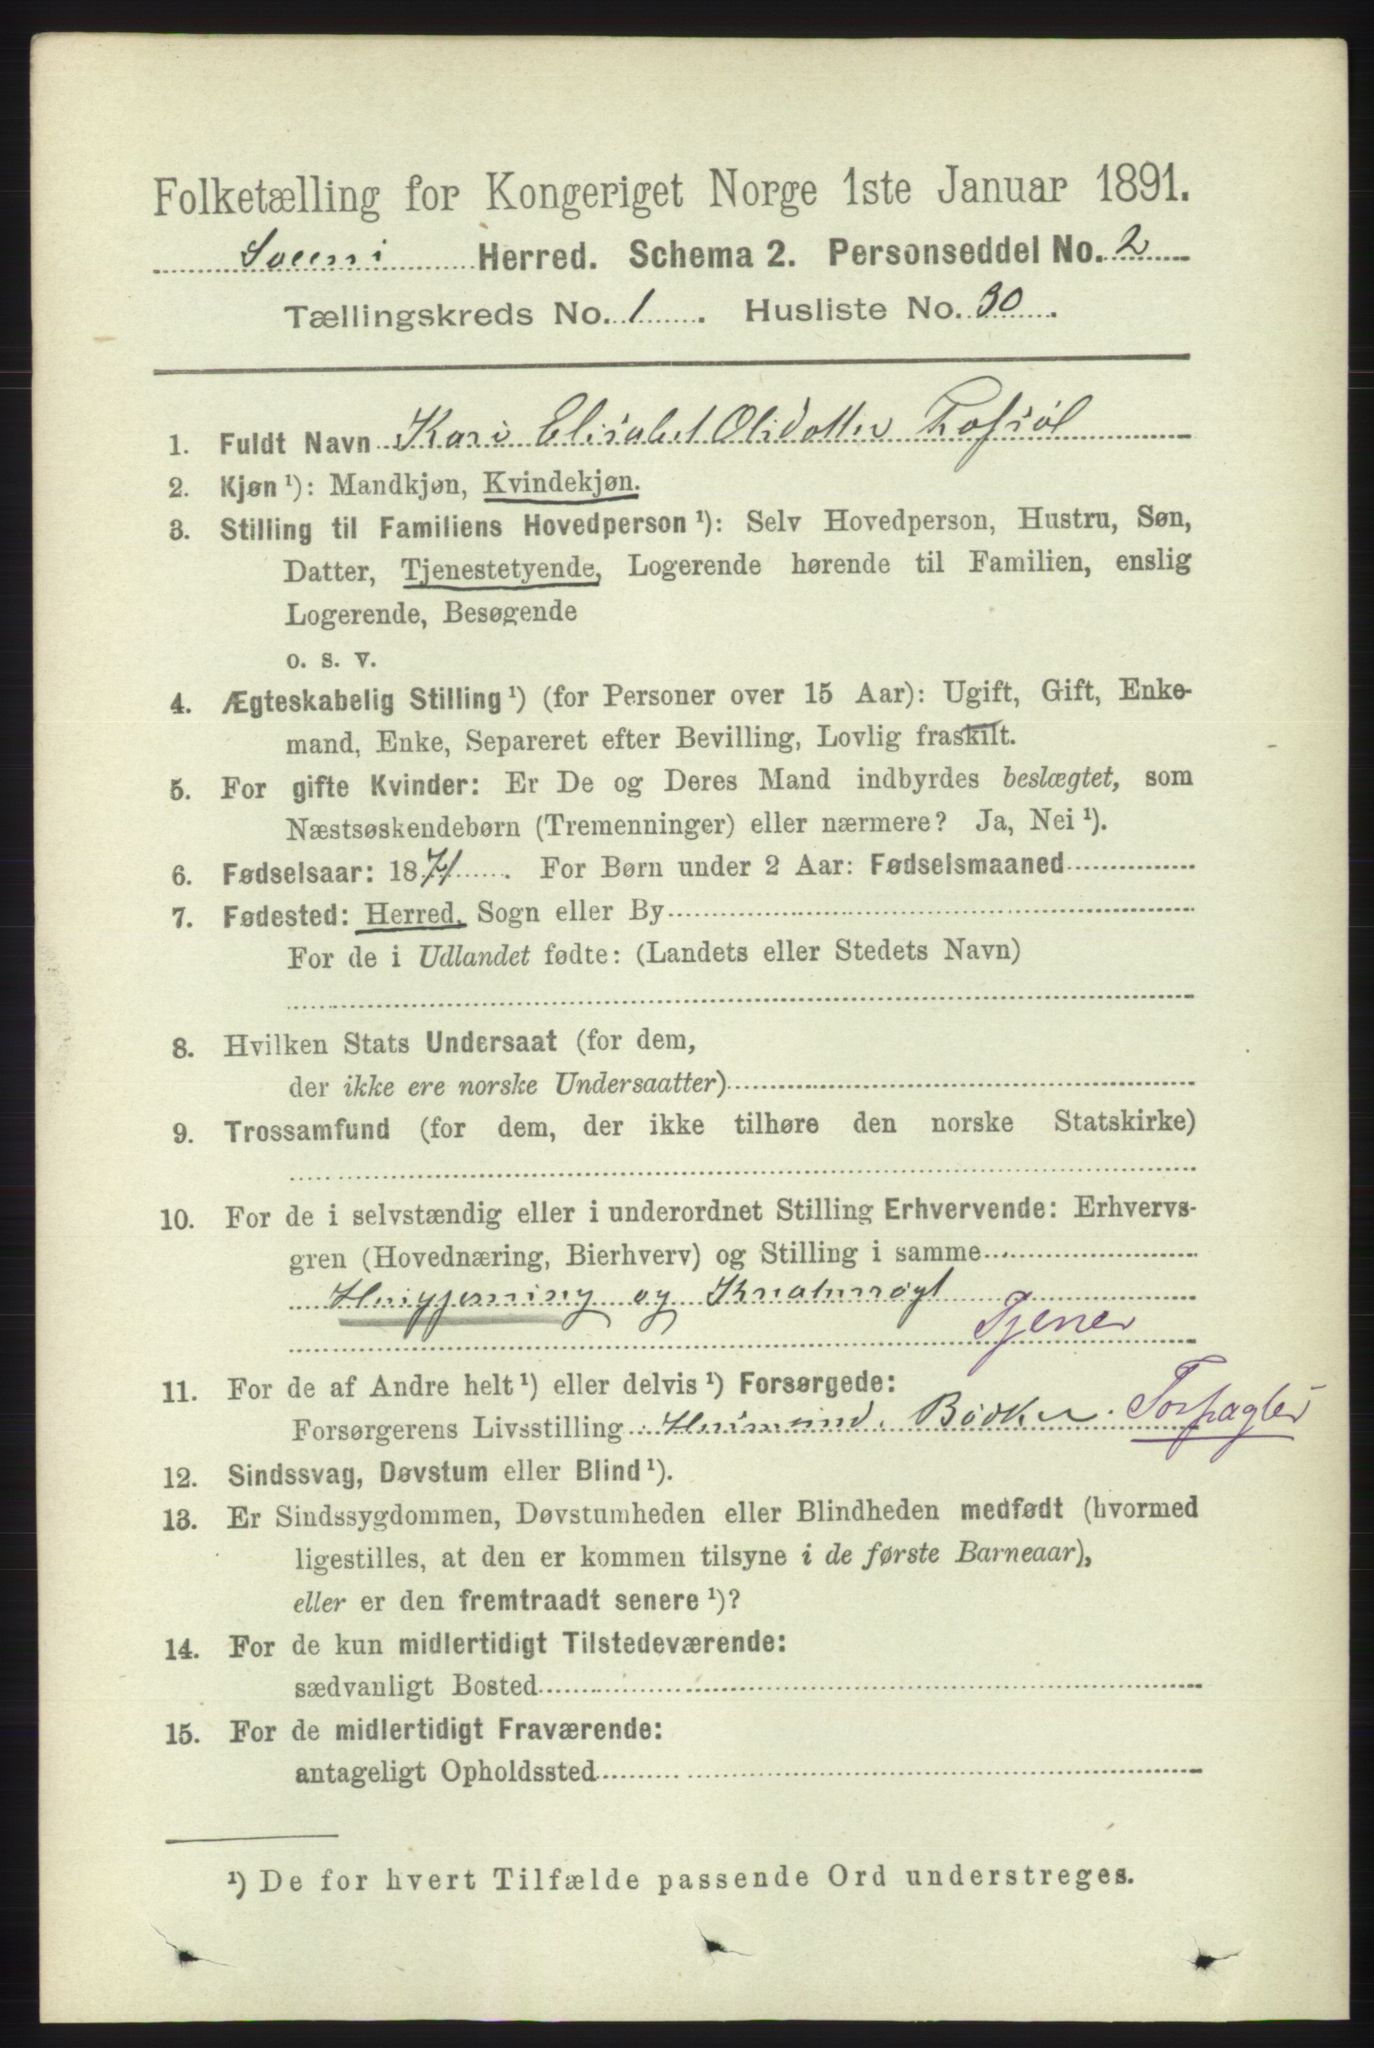 Folketælling for Kongeriget Norge 1ste Januar 1891.
Herred. Schema 2. Personseddel No. 2
Tællingskreds No. 1. Husliste No. 30.
1. Fuldt Navn Kari Elisabet Olsdotter
2. Kjøn ¹): Mandkjøn, Kvindekjøn.
3. Stilling til Familiens Hovedperson ¹): Selv Hovedperson, Hustru, Søn,
Datter, Tjenestetyende, Logerende hørende til Familien, enslig
Logerende, Besøgende
o. s. v.
4. Ægteskabelig Stilling ¹) (for Personer over 15 Aar): Ugift, Gift, Enke-
mand, Enke, Separeret efter Bevilling, Lovlig fraskilt.
5. For gifte Kvinder: Er De og Deres Mand indbyrdes beslægtet, som
Næstsøskendebørn (Tremenninger) eller nærmere? Ja, Nei ¹).
6. Fødselsaar: 1871. For Børn under 2 Aar: Fødselsmaaned
7. Fødested: Herred, Sogn eller By
For de i Udlandet fødte: (Landets eller Stedets Navn)
8. Hvilken Stats Undersaat (for dem,
der ikke ere norske Undersaatter)
9. Trossamfund (for dem, der ikke tilhøre den norske Statskirke)
10. For de i selvstændig eller i underordnet Stilling Erhvervende: Erhvervs-
gren (Hovednæring, Bierhverv) og Stilling i samme
Husgjerning og Kreaturrøgt
Tjener
11. For de af Andre helt ¹) eller delvis ¹) Forsørgede:
Forsørgerens Livsstilling Husmand. Bødker. Forpagter
12. Sindssvag, Døvstum eller Blind ¹).
13. Er Sindssygdommen, Døvstumheden eller Blindheden medfødt (hvormed
ligestilles, at den er kommen tilsyne i de første Barneaar),
eller er den fremtraadt senere ¹)?
14. For de kun midlertidigt Tilstedeværende:
sædvanligt Bosted
15. For de midlertidigt Fraværende:
antageligt Opholdssted
¹) De for hvert Tilfælde passende Ord understreges.